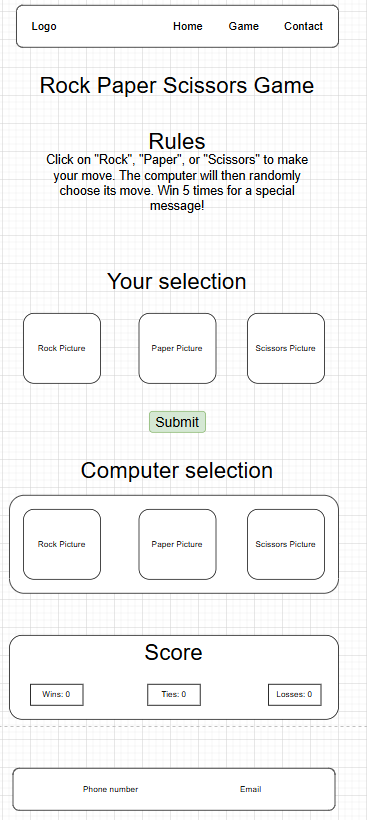 Logo Home Game Contact
Rock Paper Scissors Game
Rules
Click on "Rock", "Paper", or "Scissors" to make
your move. The computer will then randomly
choose its move. Win 5 times for a special
message!
Your selection
Rock Picture Paper Picture Scissors Picture
Submit
Computer selection
Rock Picture Paper Picture Scissors Picture
Score
Wins: 0 Ties: 0 Losses: 0
Phone number Email